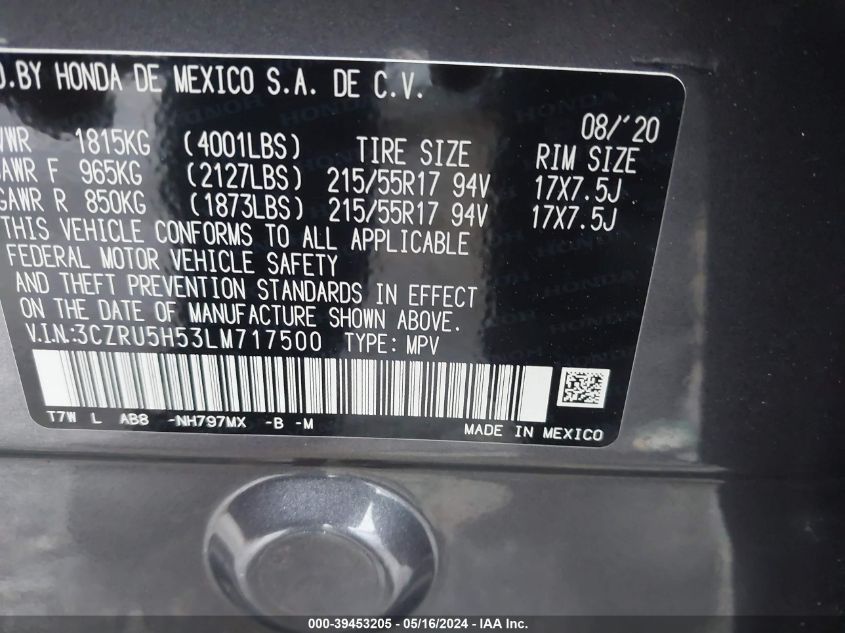 D.BY HONDA DE MEXICO S.A. DE C.V.
08/'20
VWR 1815KG (4001LBS) TIRE SIZE RIM SIZE
AWR F 965KG (2127LBS) 215/55R17 94V 17X7.5J
GAWR R 850KG (1873LBS) 215/55R17 94V 17X7.5J
THIS VEHICLE CONFORMS TO ALL APPLICABLE
FEDERAL MOTOR VEHICLE SAFETY
AND THEFT PREVENTION STANDARDS IN EFFECT
ON THE DATE OF MANUFACTURE SHOWN ABOVE.
V.I.N.:3CZRU5H53LM717500 TYPE: MPV
T7W L AB8 -NH797MX -B -M
MADE IN MEXICO
000-39453205 - 05/16/2024 - IAA Inc.